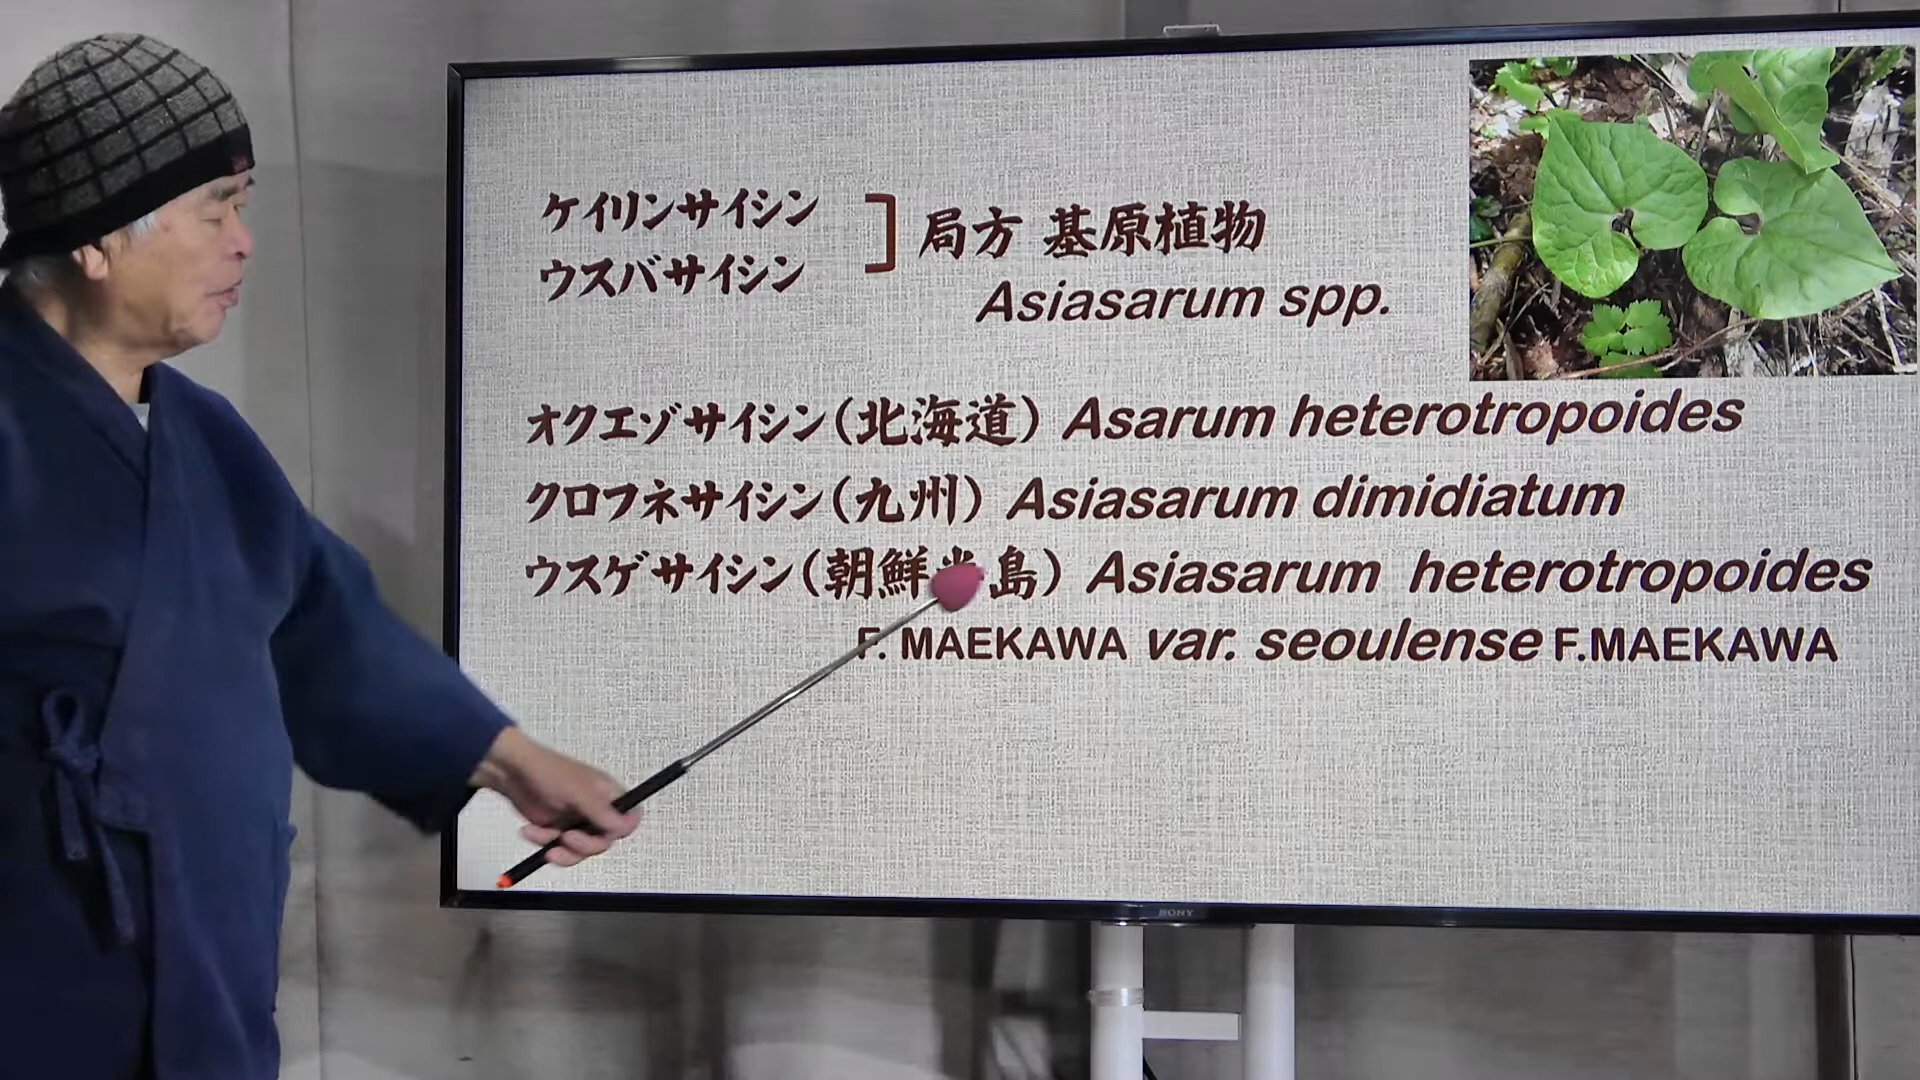 ケイリンサイシン
ウスバサイシン
局方 基原植物
Asiasarum spp.
オクエゾサイシン(北海道) Asarum heterotropoides
クロフネサイシン(九州) Asiasarum dimidiatum
ウスゲサイシン(朝鮮半島) Asiasarum heterotropoides
F. MAEKAWA var. seoulense F.MAEKAWA
SONY